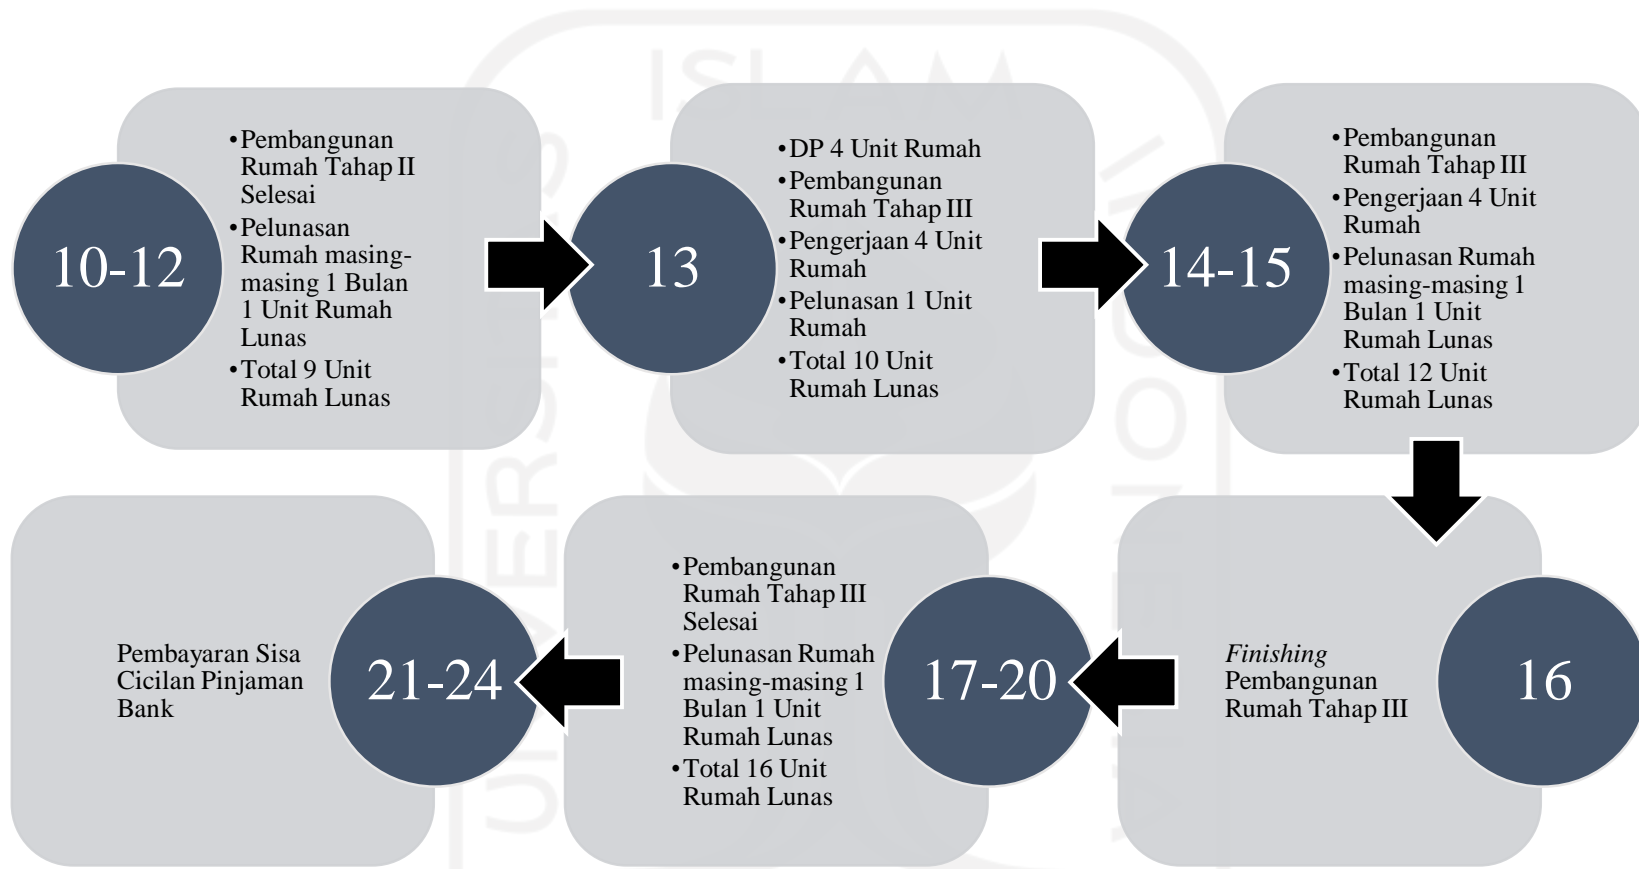 10-12
•Pembangunan
Rumah Tahap II
Selesai
•Pelunasan
Rumah masing-
masing 1 Bulan
1 Unit Rumah
Lunas
•Total 9 Unit
Rumah Lunas
13
•DP 4 Unit Rumah
•Pembangunan
Rumah Tahap III
•Pengerjaan 4 Unit
Rumah
•Pelunasan 1 Unit
Rumah
•Total 10 Unit
Rumah Lunas
14-15
•Pembangunan
Rumah Tahap III
•Pengerjaan 4 Unit
Rumah
•Pelunasan Rumah
masing-masing 1
Bulan 1 Unit
Rumah Lunas
•Total 12 Unit
Rumah Lunas
16
Finishing
Pembangunan
Rumah Tahap III
17-20
•Pembangunan
Rumah Tahap III
Selesai
•Pelunasan Rumah
masing-masing 1
Bulan 1 Unit
Rumah Lunas
•Total 16 Unit
Rumah Lunas
21-24
Pembayaran Sisa
Cicilan Pinjaman
Bank
ISLAM